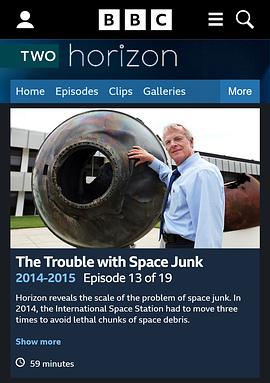 BBC
TWO horizon
Home Episodes Clips Galleries More
The Trouble with Space Junk
2014-2015 Episode 13 of 19
Horizon reveals the scale of the problem of space junk. In
2014, the International Space Station had to move three
times to avoid lethal chunks of space debris.
Show more
59 minutes